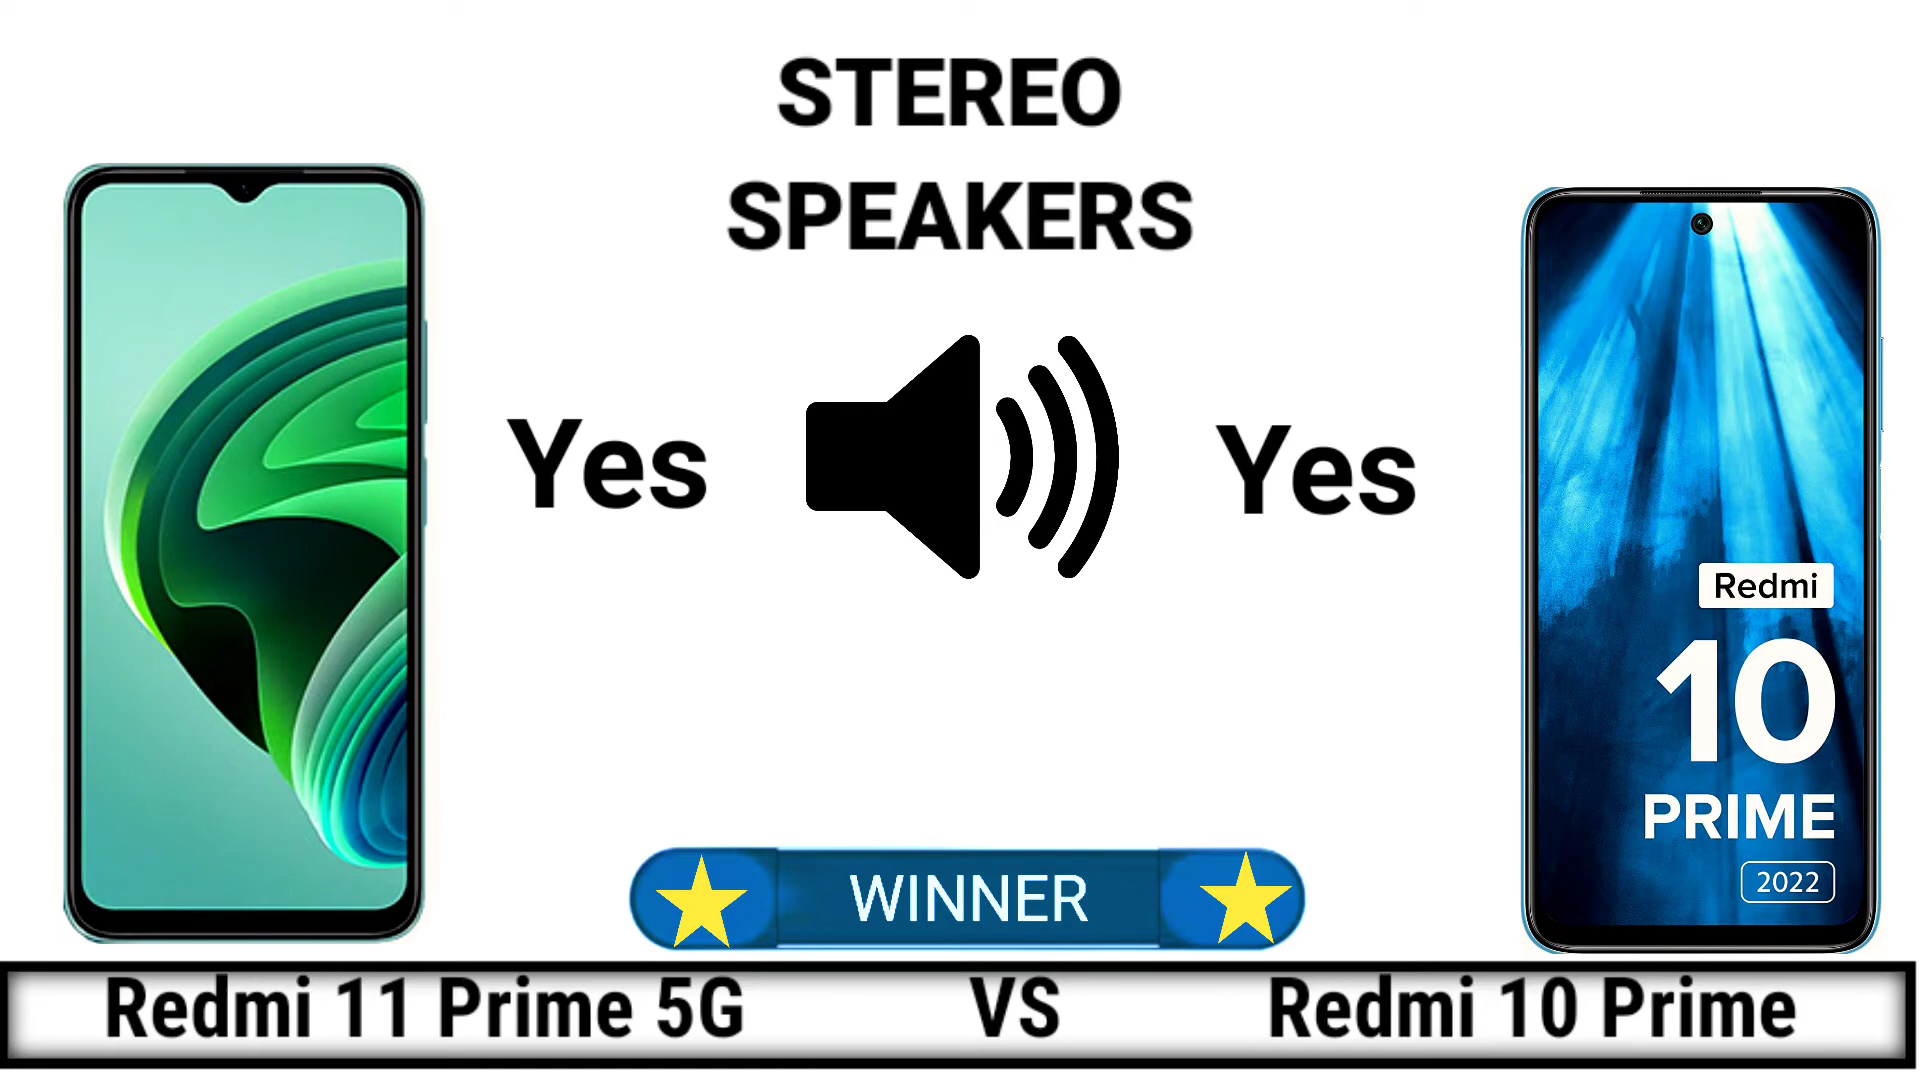 STEREO
SPEAKERS
Yes
Yes
Redmi
10
PRIME
2022
WINNER
Redmi 11 Prime 5G VS Redmi 10 Prime